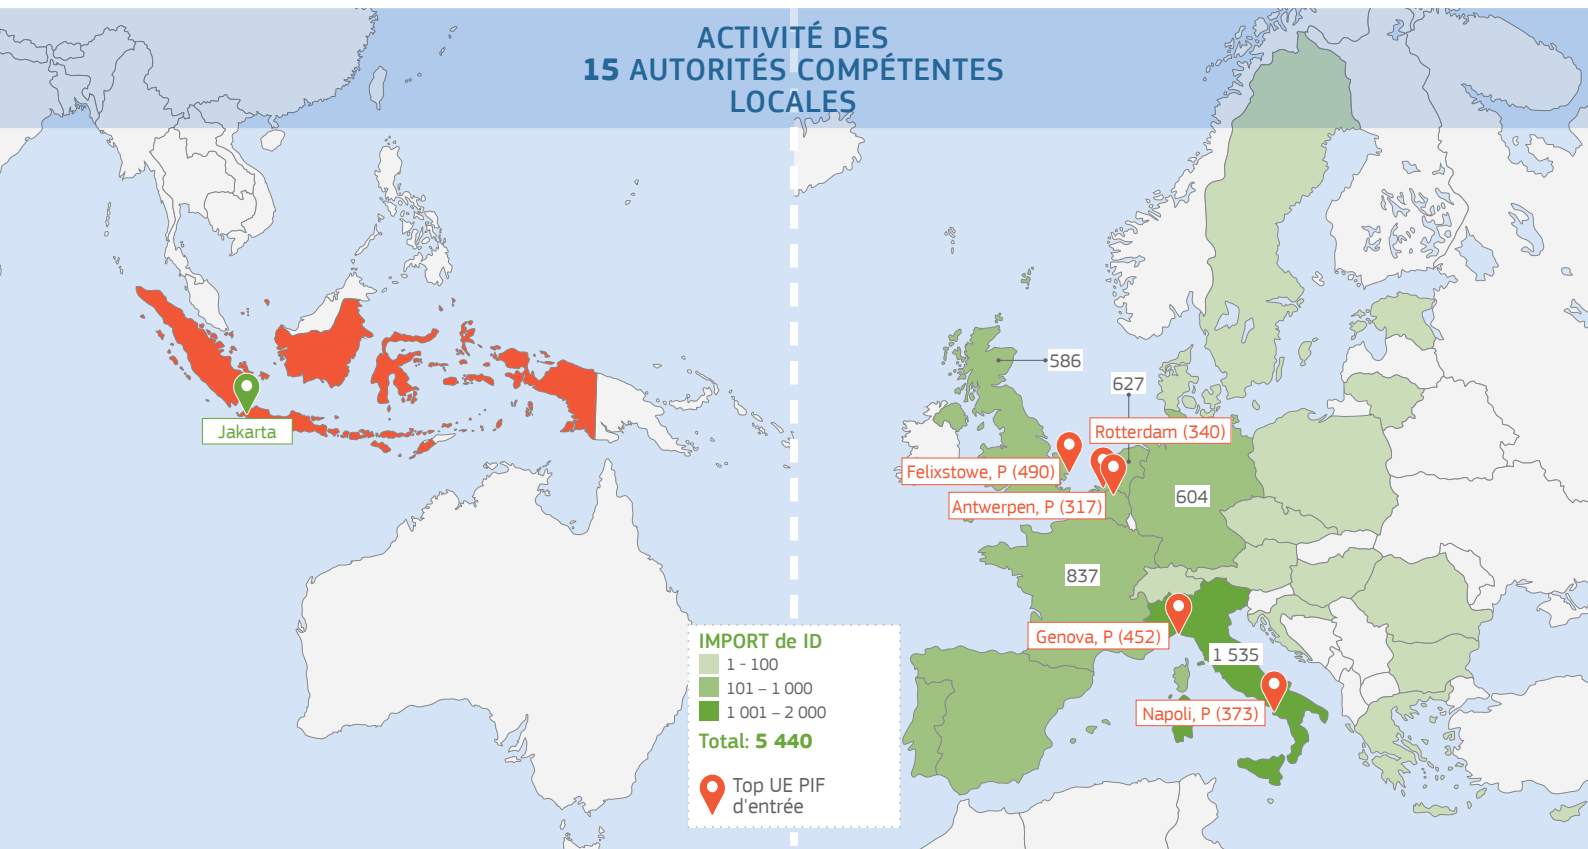 ACTIVITÉ DES
15 AUTORITÉS COMPÉTENTES
LOCALES
Jakarta
586
627
Rotterdam (340)
Felixstowe, P (490)
604
Antwerpen, P (317)
837
Genova, P (452)
1 535
Napoli, P (373)
IMPORT de ID
1 - 100
101 – 1 000
1 001 – 2 000
Total: 5 440
Top UE PIF
d'entrée